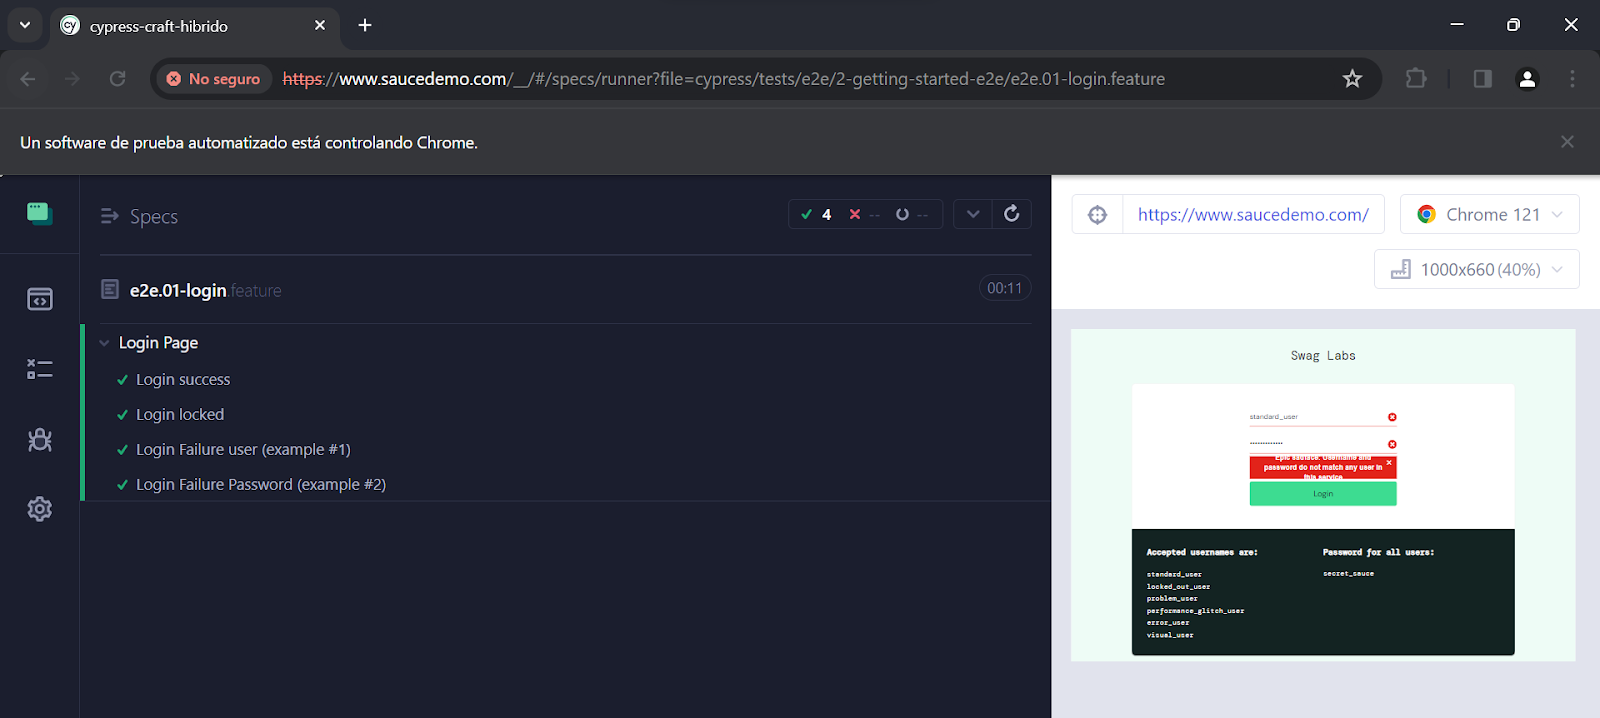 cypress-craft-hibrido
No seguro
https://www.saucedemo.com/__/#/specs/runner?file=cypress/tests/e2e/2-getting-started-e2e/e2e.01-login.feature
Un software de prueba automatizado está controlando Chrome.
Specs
4 -- --
e2e.01-login.feature
00:11
Login Page
Login success
Login locked
Login Failure user (example #1)
Login Failure Password (example #2)
https://www.saucedemo.com/
Chrome 121
1000x660 (40%)
Swag Labs
standard_user
Epic sadface: Username and
password do not match any user in
this service
Login
Accepted usernames are:
standard_user
locked_out_user
problem_user
performance_glitch_user
error_user
visual_user
Password for all users:
secret_sauce